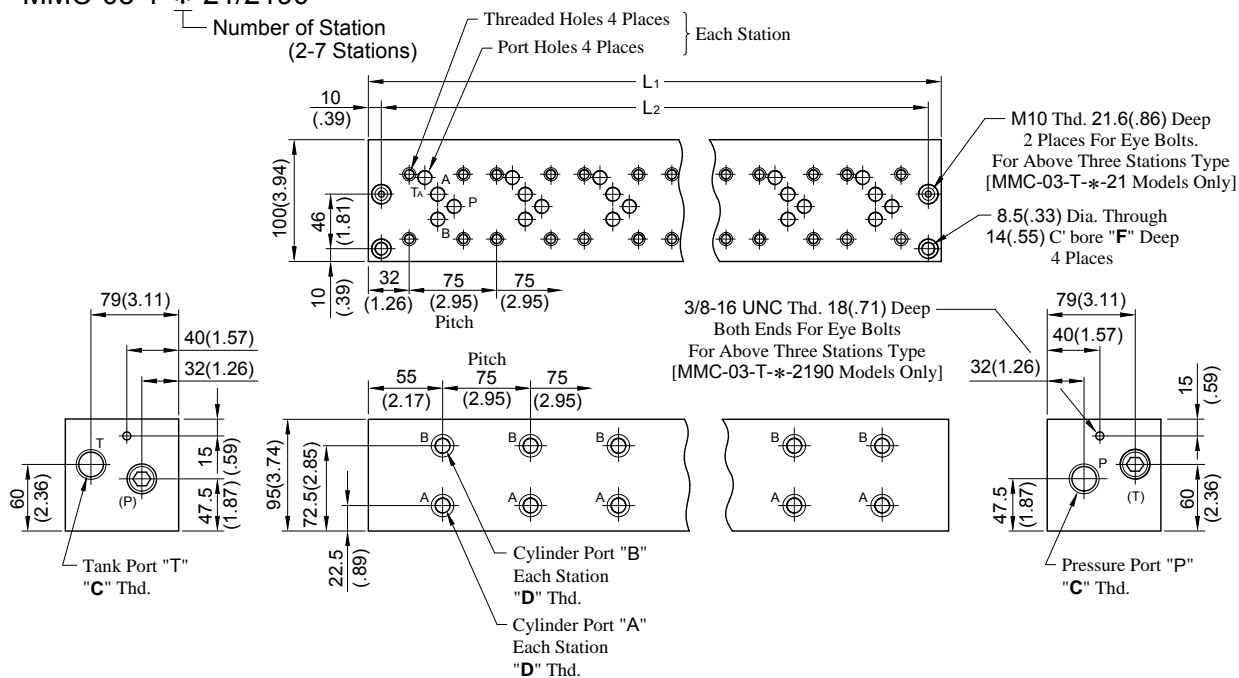 MMC-03-T-*-21/2190
Number of Station
(2-7 Stations)
Threaded Holes 4 Places
Port Holes 4 Places
Each Station
L1
L2
10
(.39)
M10 Thd. 21.6(.86) Deep
2 Places For Eye Bolts.
For Above Three Stations Type
[MMC-03-T-*-21 Models Only]
100(3.94)
46
(1.81)
10
(.39)
A
TA
P
B
8.5(.33) Dia. Through
14(.55) C' bore "F" Deep
4 Places
32
(1.26)
75
(2.95)
75
(2.95)
Pitch
79(3.11)
40(1.57)
32(1.26)
T
(P)
60
(2.36)
15
(.59)
47.5
(1.87)
Tank Port "T"
"C" Thd.
Pitch
55
(2.17)
75
(2.95)
75
(2.95)
3/8-16 UNC Thd. 18(.71) Deep
Both Ends For Eye Bolts
For Above Three Stations Type
[MMC-03-T-*-2190 Models Only]
95(3.74)
72.5(2.85)
22.5
(.89)
B B B B B
A A A A A
Cylinder Port "B"
Each Station
"D" Thd.
Cylinder Port "A"
Each Station
"D" Thd.
79(3.11)
40(1.57)
32(1.26)
15
(.59)
P
(T)
47.5
(1.87)
60
(2.36)
Pressure Port "P"
"C" Thd.